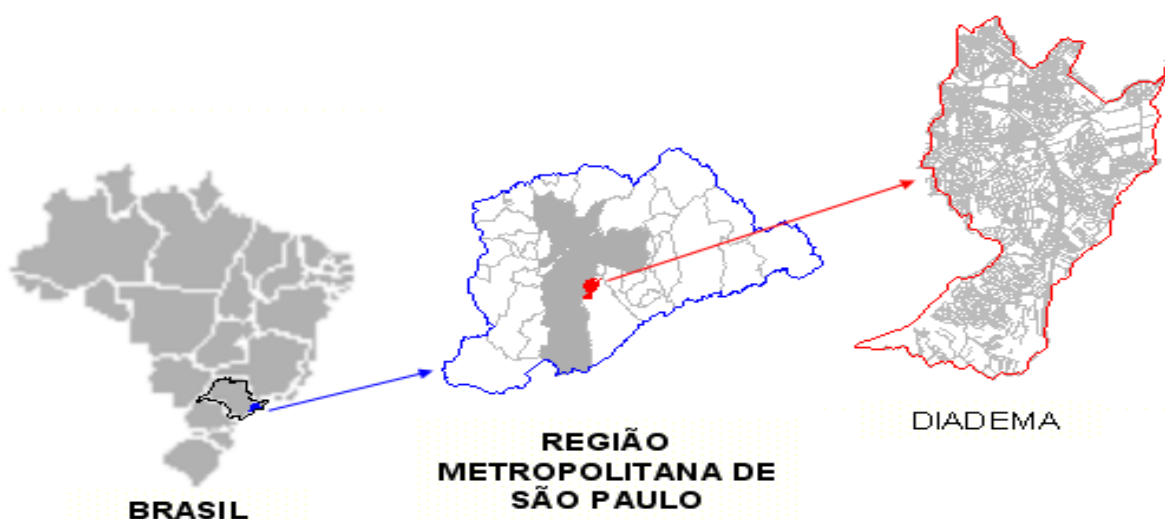 BRASIL
REGIÃO
METROPOLITANA DE
SÃO PAULO
DIADEMA